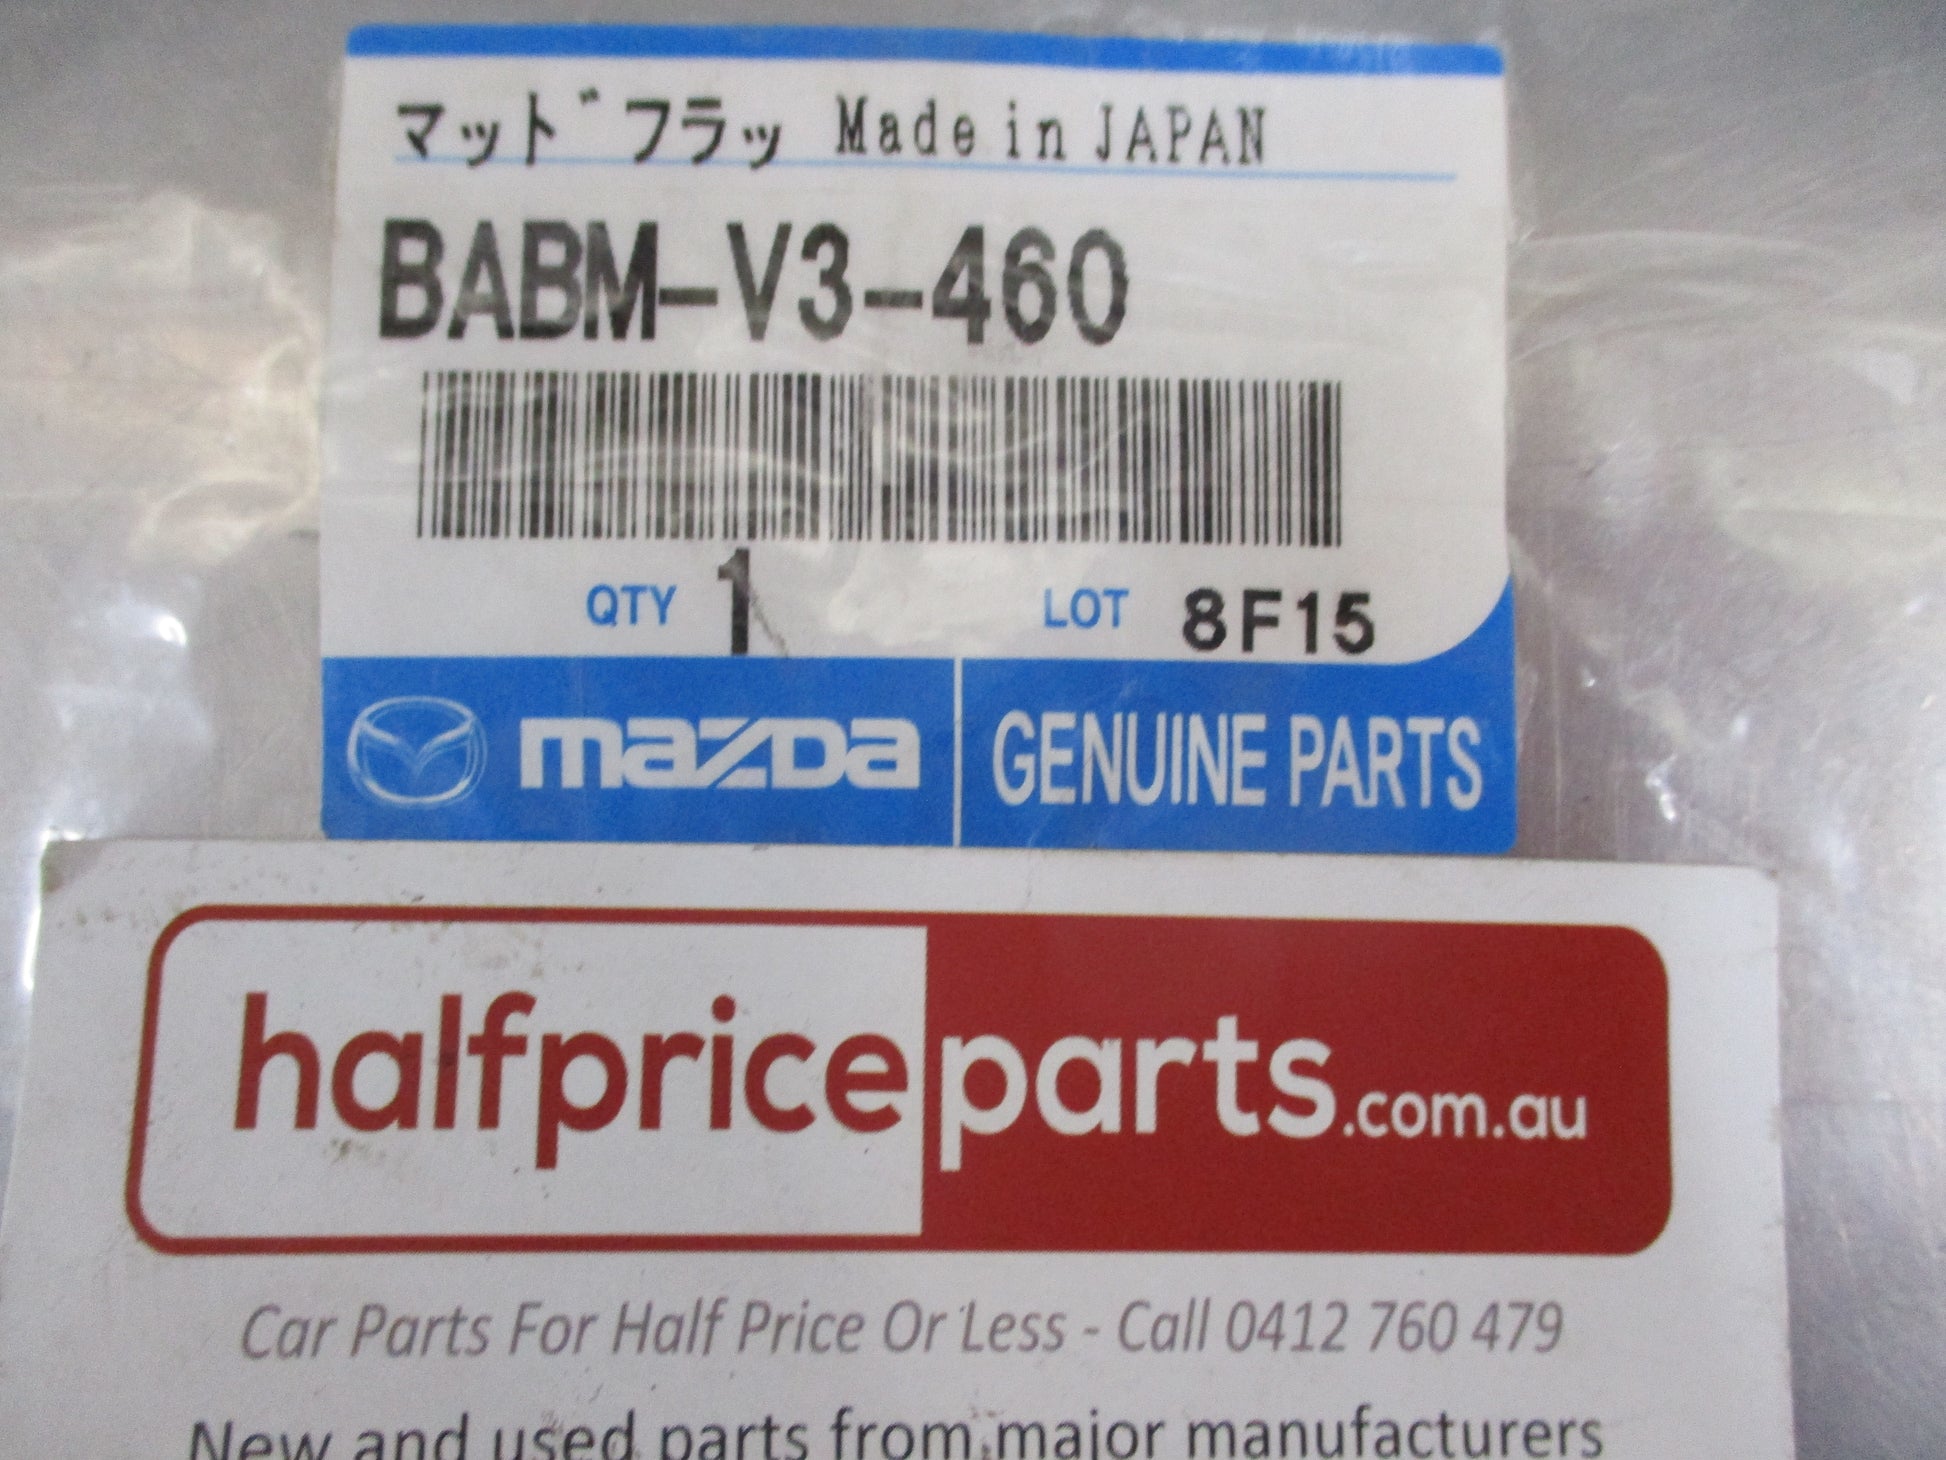 マット゛フラッ Made in JAPAN
BABM-V3-460
QTY 1 LOT 8F15
mazda GENUINE PARTS
halfpriceparts.com.au
Car Parts For Half Price Or Less - Call 0412 760 479
New and used parts from major manufacturers